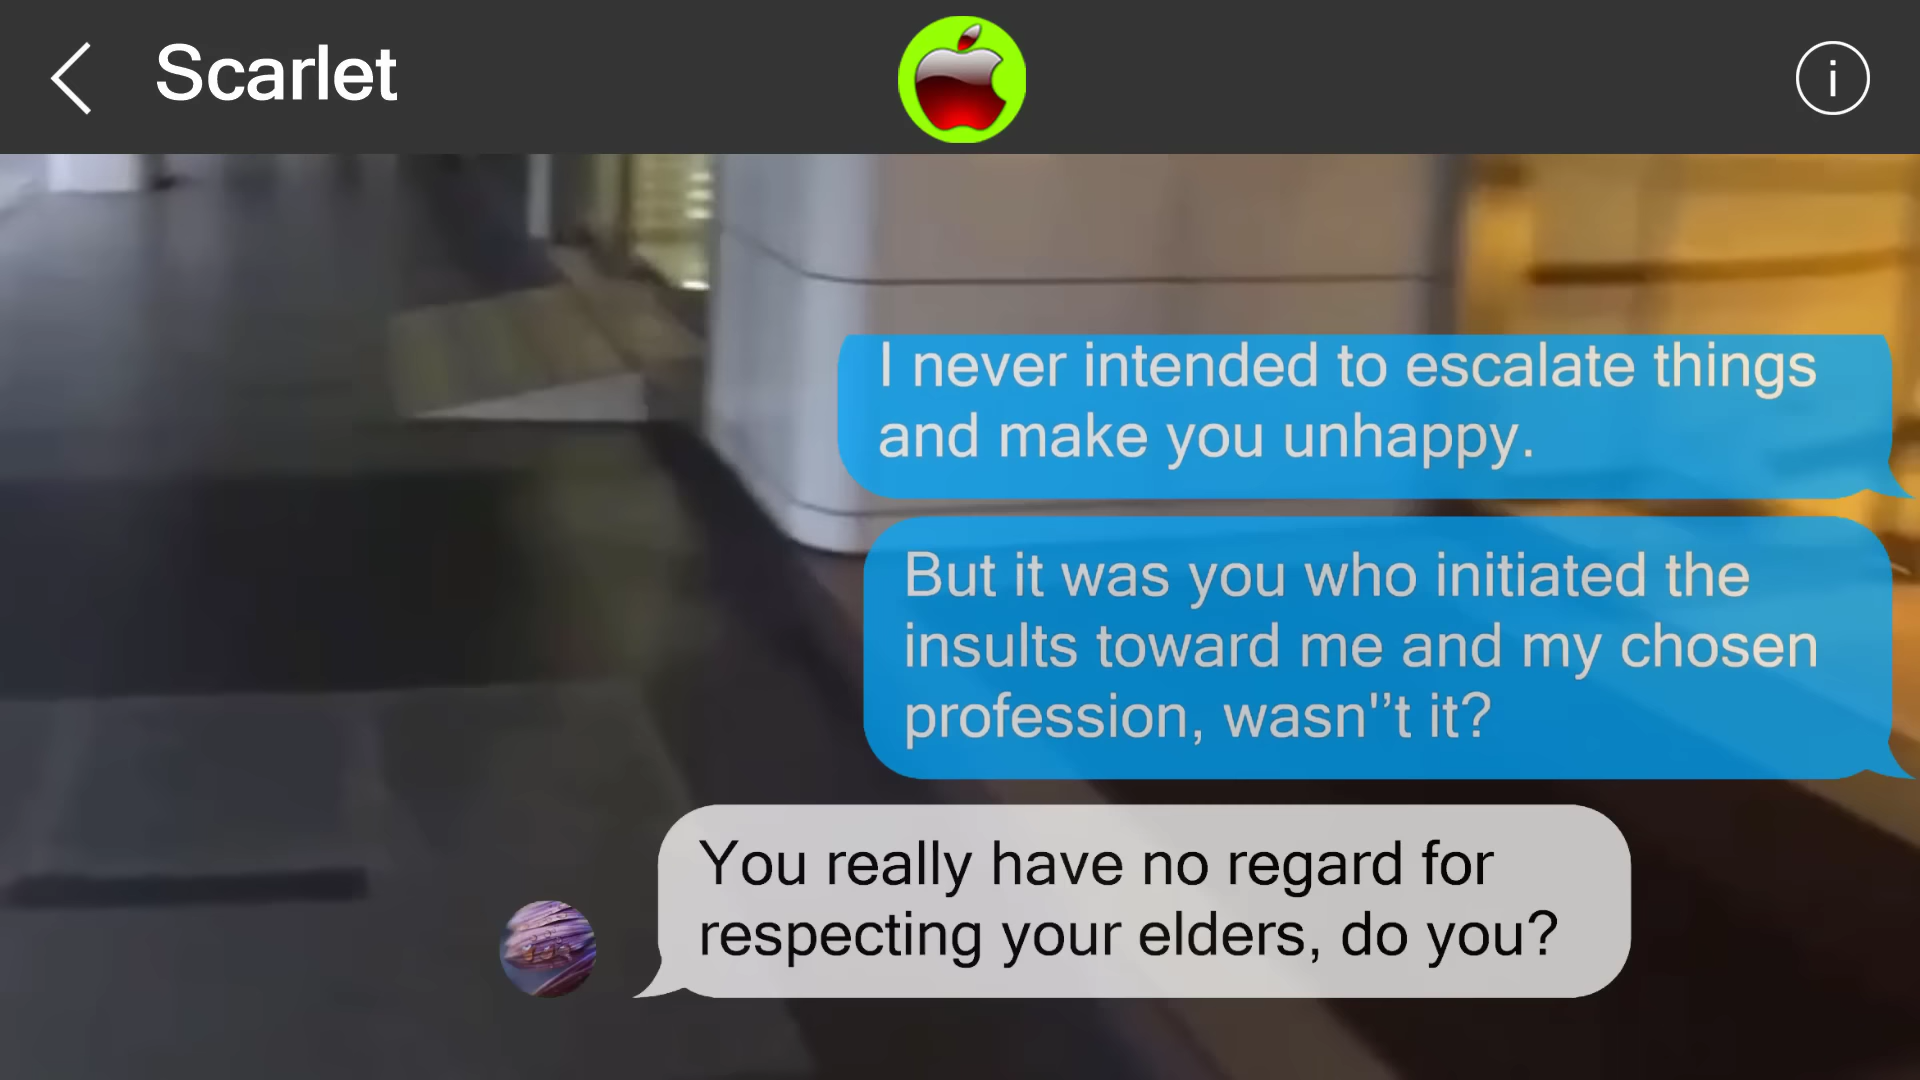 Scarlet
i
I never intended to escalate things
and make you unhappy.
But it was you who initiated the
insults toward me and my chosen
profession, wasn'’t it?
You really have no regard for
respecting your elders, do you?